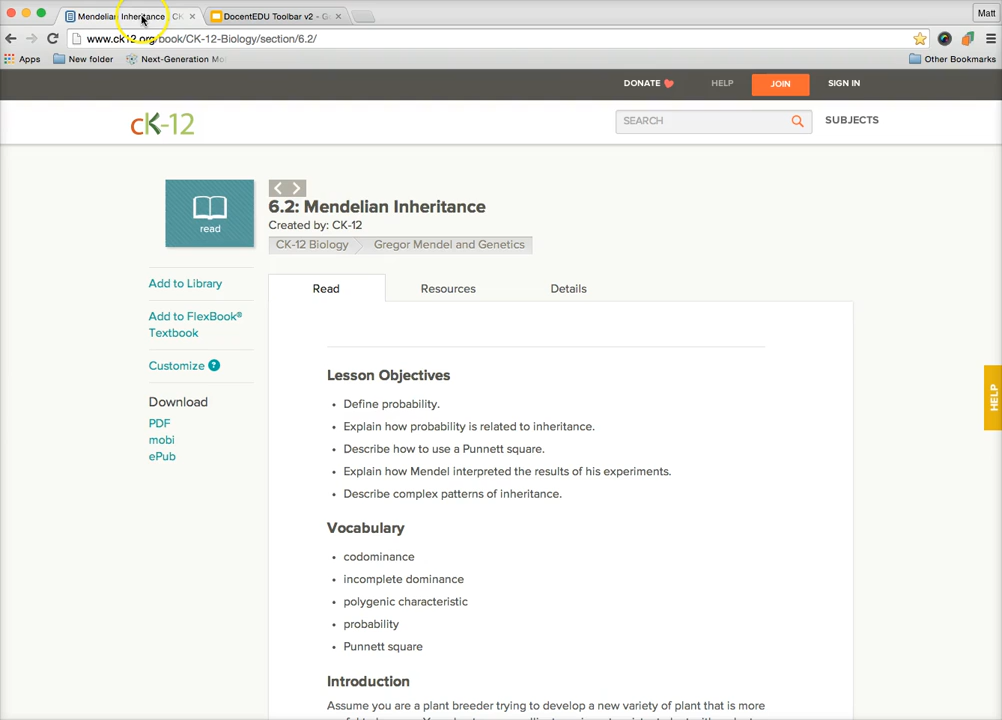 Mendelian Inheritance CK
DocentEDU Toolbar v2 - G
Matt
www.ck12.org/book/CK-12-Biology/section/6.2/
Apps
New folder
Next-Generation Mo
Other Bookmarks
DONATE
HELP
JOIN
SIGN IN
cK-12
SEARCH
SUBJECTS
read
6.2: Mendelian Inheritance
Created by: CK-12
CK-12 Biology
Gregor Mendel and Genetics
Add to Library
Add to FlexBook®
Textbook
Customize ?
Download
PDF
mobi
ePub
Read
Resources
Details
Lesson Objectives
• Define probability.
• Explain how probability is related to inheritance.
• Describe how to use a Punnett square.
• Explain how Mendel interpreted the results of his experiments.
• Describe complex patterns of inheritance.
Vocabulary
• codominance
• incomplete dominance
• polygenic characteristic
• probability
• Punnett square
Introduction
Assume you are a plant breeder trying to develop a new variety of plant that is more
HELP